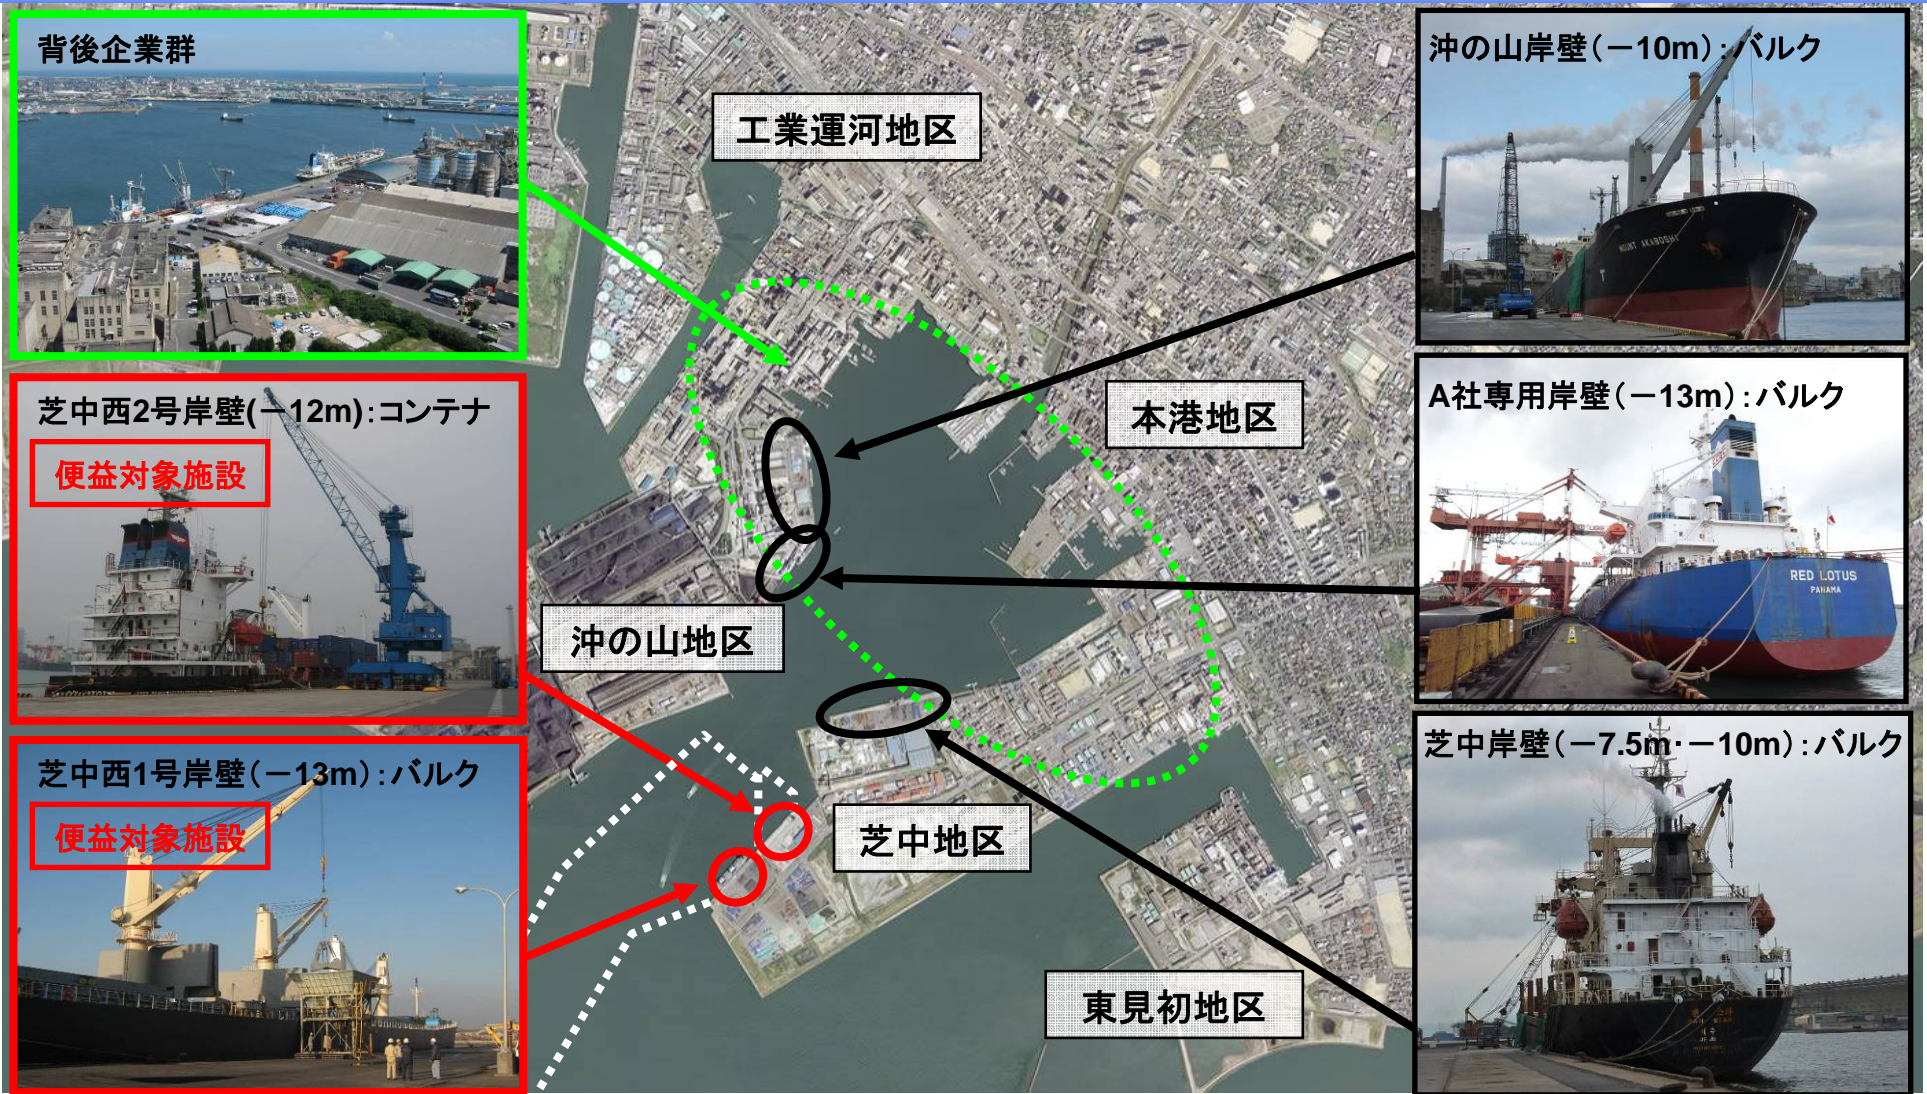 背後企業群
工業運河地区
沖の山岸壁（－10m）：バルク
MOUNT AKABOSHI
芝中西2号岸壁(－12m)：コンテナ
便益対象施設
本港地区
A社専用岸壁（－13m）：バルク
RED LOTUS
PANAMA
沖の山地区
芝中西1号岸壁（－13m）：バルク
便益対象施設
芝中地区
芝中岸壁（－7.5m・－10m）：バルク
東見初地区